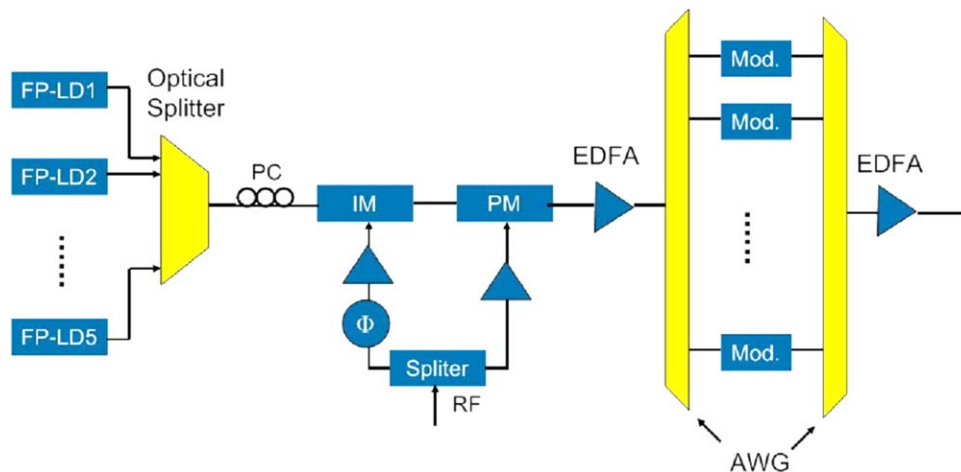 FP-LD1
Optical
Splitter
FP-LD2
FP-LD5
PC
IM
PM
EDFA
Φ
Spliter
RF
Mod.
Mod.
Mod.
EDFA
AWG